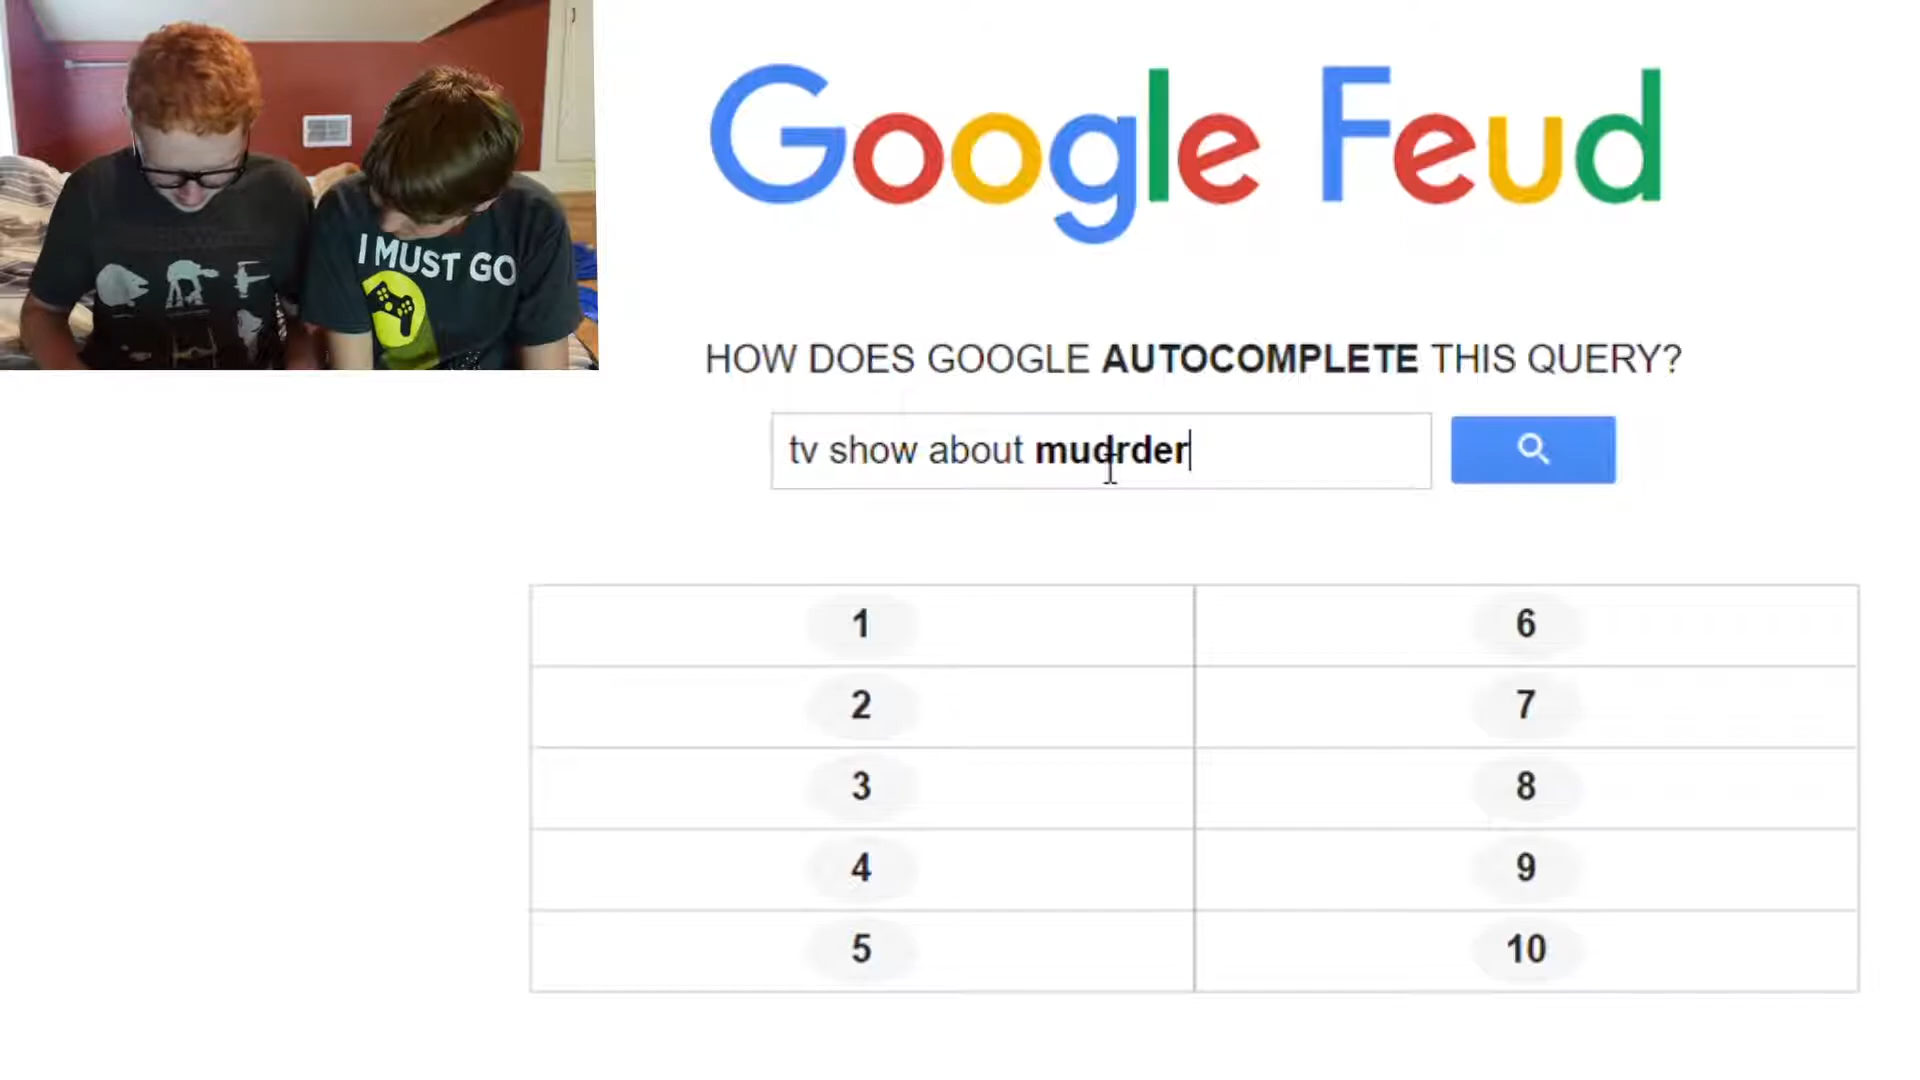 Google Feud
I MUST GO
HOW DOES GOOGLE AUTOCOMPLETE THIS QUERY?
tv show about mudrder
1 6
2 7
3 8
4 9
5 10